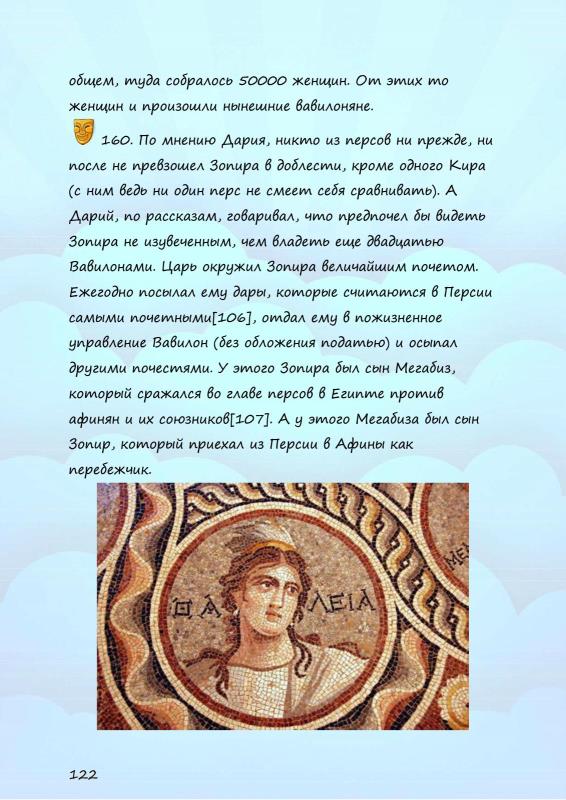 общем, туда собралось 50000 женщин. От этих то
женщин и произошли нынешние вавилоняне.
160. По мнению Дария, никто из персов ни прежде, ни
после не превзошел Зопира в доблести, кроме одного Кира
(с ним ведь ни один перс не смеет себя сравнивать). А
Дарий, по рассказам, говаривал, что предпочел бы видеть
Зопира не изувеченным, чем владеть еще двадцатью
Вавилонами. Царь окружил Зопира величайшим почетом.
Ежегодно посылал ему дары, которые считаются в Персии
самыми почетными[106], отдал ему в пожизненное
управление Вавилон (без обложения податью) и осыпал
другими почестями. У этого Зопира был сын Мегабиз,
который сражался во главе персов в Египте против
афинян и их союзников[107]. А у этого Мегабиза был сын
Зопир, который приехал из Персии в Афины как
перебежчик.
ΘΑ ΛΕΙΑ
ΜΕ
122